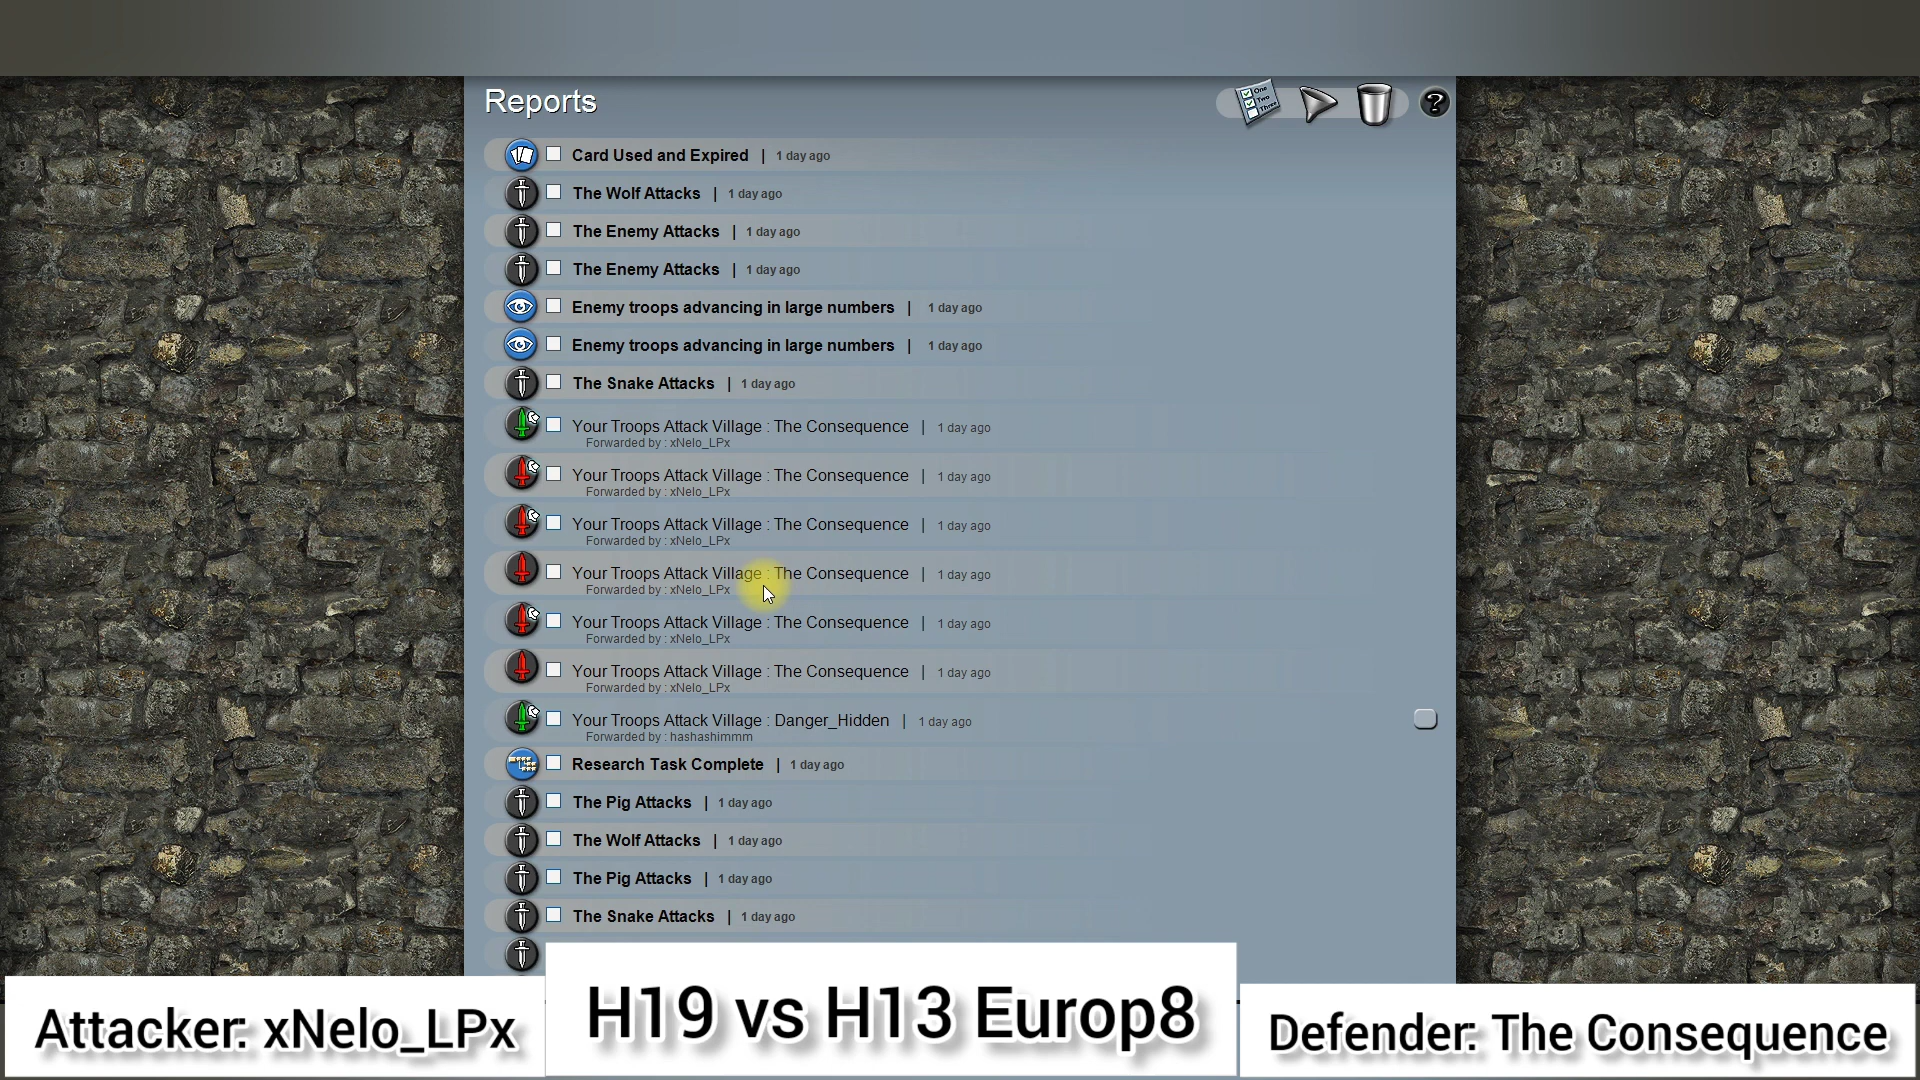 Reports
One
Two
Three
?
Card Used and Expired | 1 day ago
The Wolf Attacks | 1 day ago
The Enemy Attacks | 1 day ago
The Enemy Attacks | 1 day ago
Enemy troops advancing in large numbers | 1 day ago
Enemy troops advancing in large numbers | 1 day ago
The Snake Attacks | 1 day ago
Your Troops Attack Village : The Consequence | 1 day ago
Forwarded by : xNelo_LPx
Your Troops Attack Village : The Consequence | 1 day ago
Forwarded by : xNelo_LPx
Your Troops Attack Village : The Consequence | 1 day ago
Forwarded by : xNelo_LPx
Your Troops Attack Village : The Consequence | 1 day ago
Forwarded by : xNelo_LPx
Your Troops Attack Village : The Consequence | 1 day ago
Forwarded by : xNelo_LPx
Your Troops Attack Village : The Consequence | 1 day ago
Forwarded by : xNelo_LPx
Your Troops Attack Village : Danger_Hidden | 1 day ago
Forwarded by : hashashimmm
Research Task Complete | 1 day ago
The Pig Attacks | 1 day ago
The Wolf Attacks | 1 day ago
The Pig Attacks | 1 day ago
The Snake Attacks | 1 day ago
Attacker: xNelo_LPx
H19 vs H13 Europ8
Defender: The Consequence